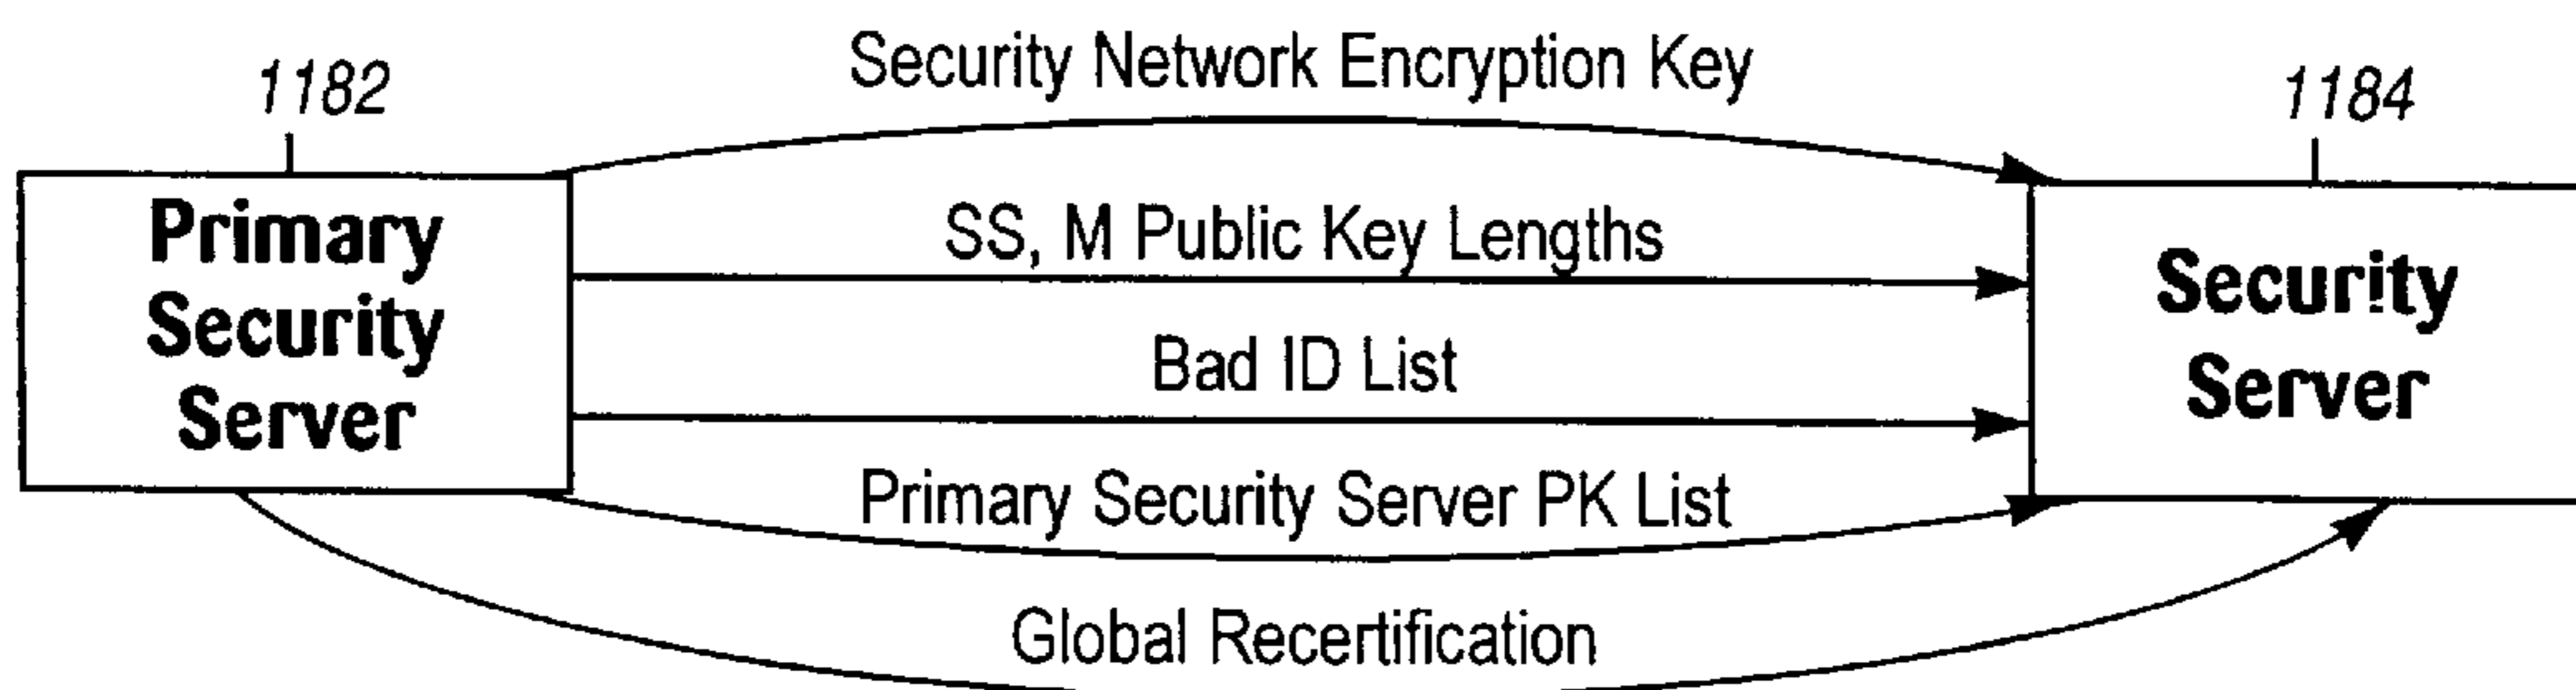 Security Network Encryption Key
1182
1184
Primary
Security
Server
SS, M Public Key Lengths
Bad ID List
Primary Security Server PK List
Global Recertification
Security
Server